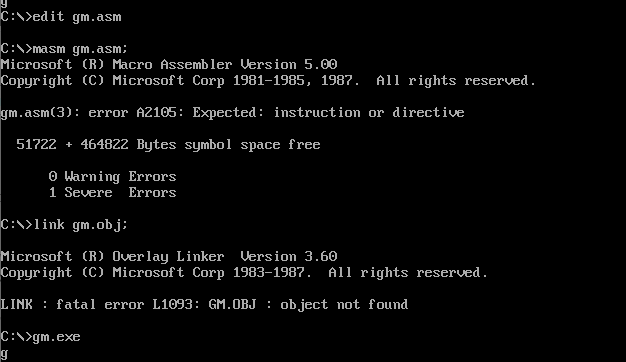 g
C:\>edit gm.asm
C:\>masm gm.asm;
Microsoft (R) Macro Assembler Version 5.00
Copyright (C) Microsoft Corp 1981-1985, 1987.  All rights reserved.
gm.asm(3): error A2105: Expected: instruction or directive
51722 + 464822 Bytes symbol space free
0 Warning Errors
1 Severe  Errors
C:\>link gm.obj;
Microsoft (R) Overlay Linker  Version 3.60
Copyright (C) Microsoft Corp 1983-1987.  All rights reserved.
LINK : fatal error L1093: GM.OBJ : object not found
C:\>gm.exe
g